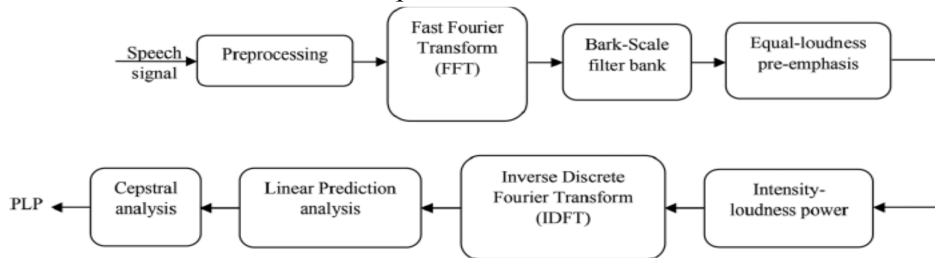 Speech
signal
Preprocessing
Fast Fourier
Transform
(FFT)
Bark-Scale
filter bank
Equal-loudness
pre-emphasis
PLP
Cepstral
analysis
Linear Prediction
analysis
Inverse Discrete
Fourier Transform
(IDFT)
Intensity-
loudness power